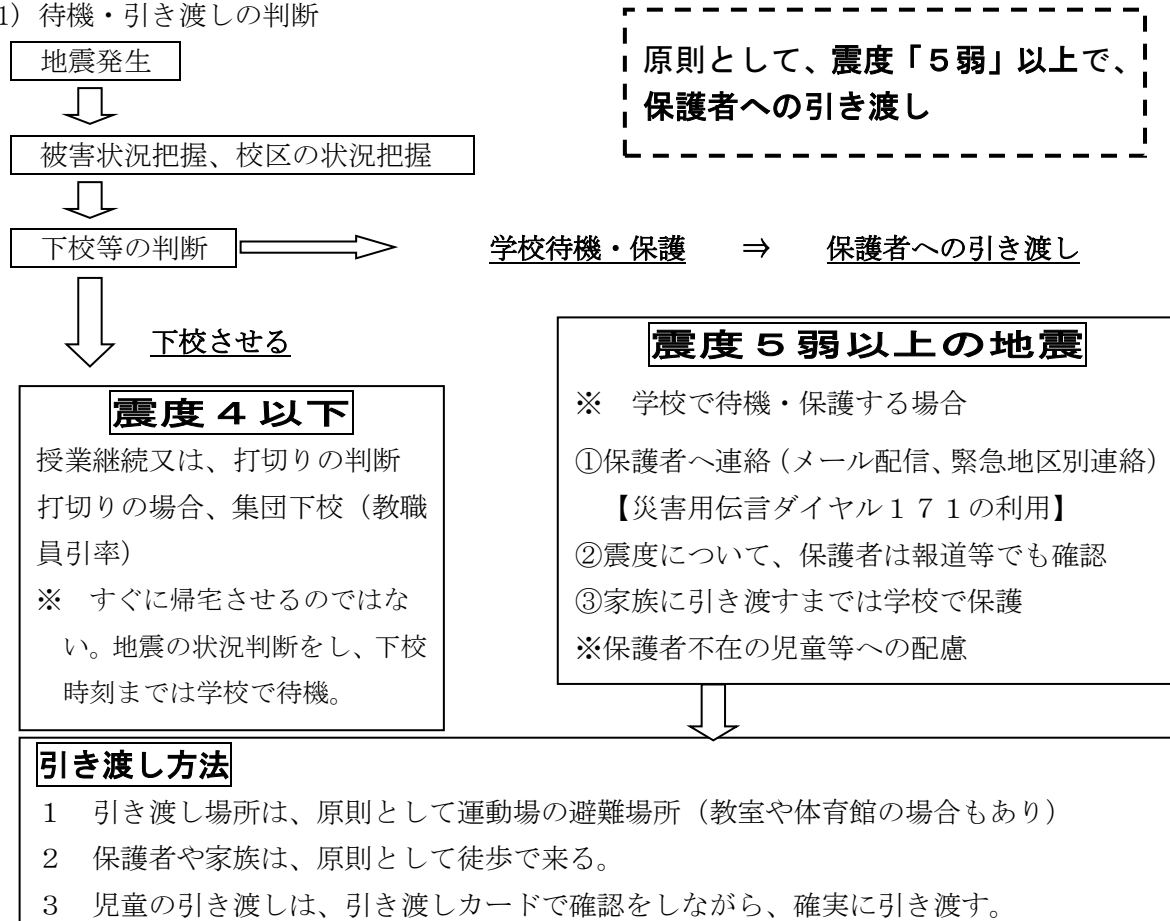 1）待機・引き渡しの判断
原則として、震度「５弱」以上で、
保護者への引き渡し
地震発生
被害状況把握、校区の状況把握
下校等の判断
学校待機・保護 ⇒ 保護者への引き渡し
下校させる
震度４以下
授業継続又は、打切りの判断
打切りの場合、集団下校（教職
員引率）
※　すぐに帰宅させるのではな
い。地震の状況判断をし、下校
時刻までは学校で待機。
震度５弱以上の地震
※　学校で待機・保護する場合
①保護者へ連絡（メール配信、緊急地区別連絡）
【災害用伝言ダイヤル１７１の利用】
②震度について、保護者は報道等でも確認
③家族に引き渡すまでは学校で保護
※保護者不在の児童等への配慮
引き渡し方法
１　引き渡し場所は、原則として運動場の避難場所（教室や体育館の場合もあり）
２　保護者や家族は、原則として徒歩で来る。
３　児童の引き渡しは、引き渡しカードで確認をしながら、確実に引き渡す。